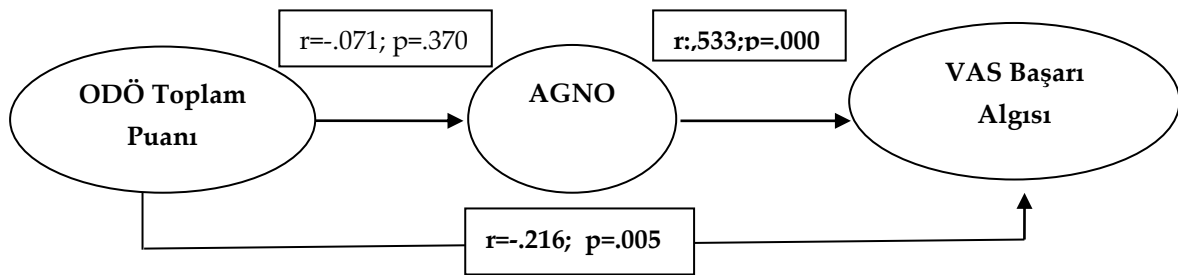 r=-.071; p=.370
r:,533;p=.000
ODÖ Toplam
Puanı
AGNO
VAS Başarı
Algısı
r=-.216; p=.005